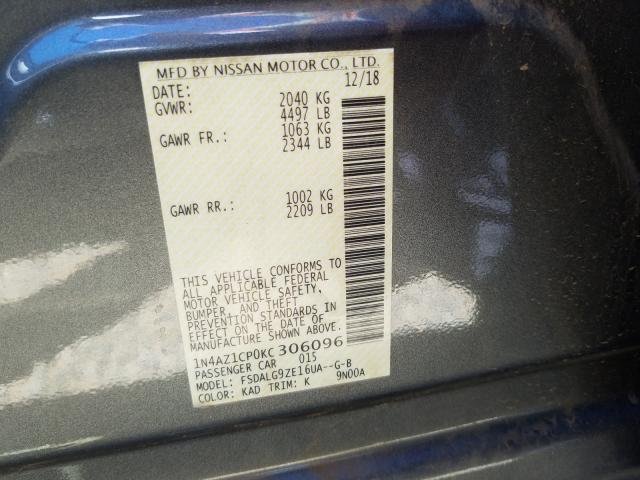 MFD BY NISSAN MOTOR CO., LTD.
DATE: 12/18
GVWR: 2040 KG
4497 LB
GAWR FR.: 1063 KG
2344 LB
GAWR RR.: 1002 KG
2209 LB
THIS VEHICLE CONFORMS TO
ALL APPLICABLE FEDERAL
MOTOR VEHICLE SAFETY,
BUMPER, AND THEFT
PREVENTION STANDARDS IN
EFFECT ON THE DATE OF
MANUFACTURE SHOWN ABOVE.
1N4AZ1CP0KC306096
PASSENGER CAR 015
MODEL: FSDALG9ZE16UA--G-B
COLOR: KAD TRIM: K 9N00A